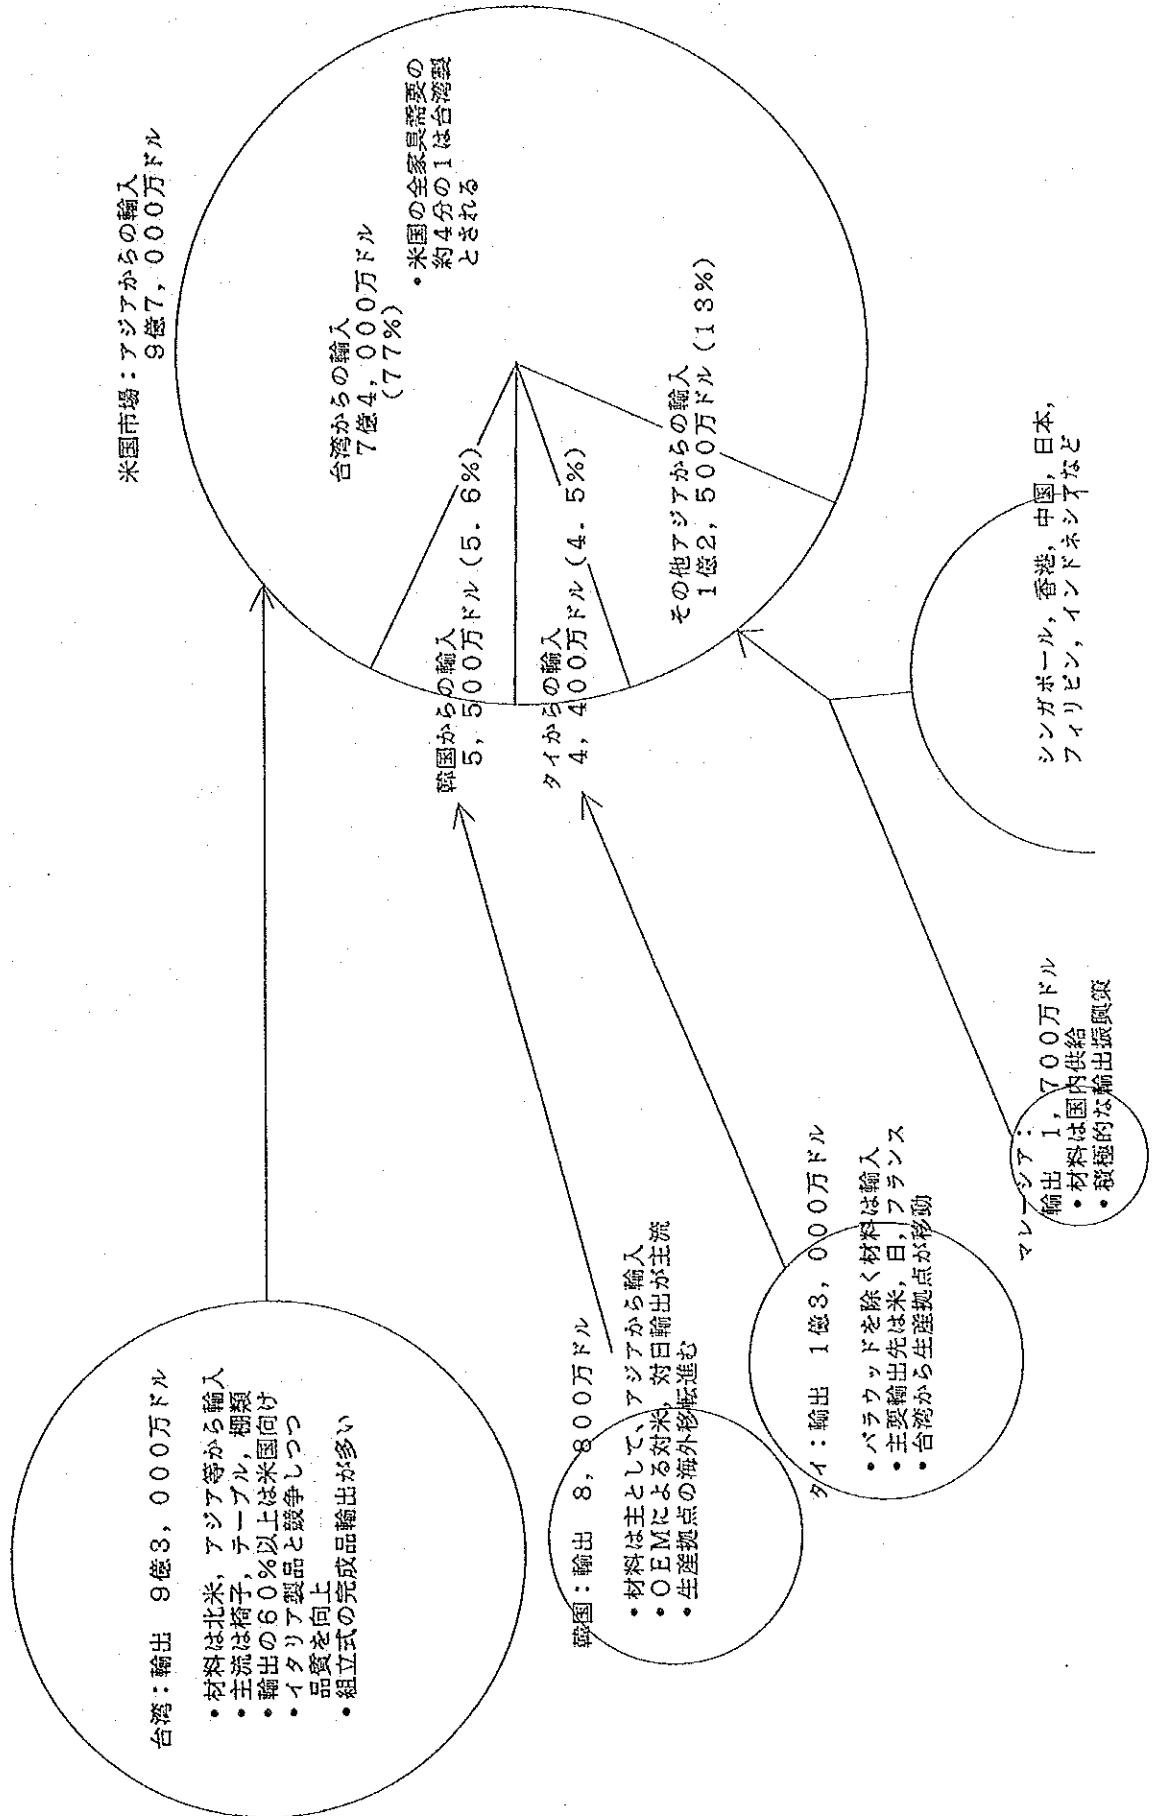 米国市場：アジアからの輸入
9億7，000万ドル
台湾からの輸入
7億4，000万ドル
（77％）
・米国の全家具需要の
約4分の1は台湾製
とされる
韓国からの輸入
5，500万ドル（5．6％）
タイからの輸入
4，400万ドル（4．5％）
その他アジアからの輸入
1億2，500万ドル（13％）
台湾：輸出 9億3，000万ドル
・材料は北米，アジア等から輸入
・主流は椅子，テーブル，棚類
・輸出の60％以上は米国向け
・イタリア製品と競争しつつ
品質を向上
・組立式の完成品輸出が多い
韓国：輸出 8，800万ドル
・材料は主として、アジアから輸入
・OEMによる対米，対日輸出が主流
・生産拠点の海外移転進む
タイ：輸出 1億3，000万ドル
・パラウッドを除く材料は輸入
・主要輸出先は米，日，フランス
・台湾から生産拠点が移動
マレーシア：
輸出 1，700万ドル
・材料は国内供給
・積極的な輸出振興策
シンガポール，香港，中国，日本，
フィリピン，インドネシアなど